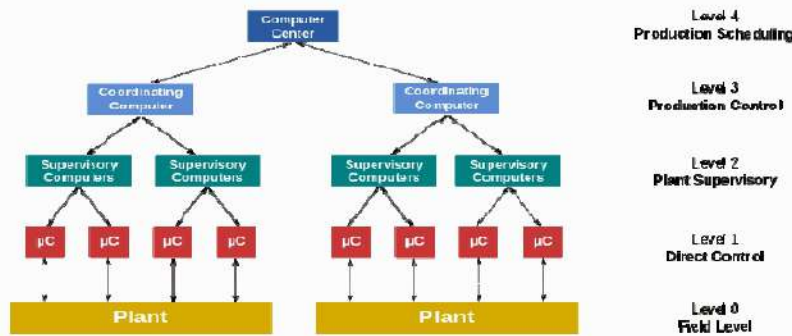 Computer
Center
Level 4
Production Scheduling
Coordinating
Computer
Coordinating
Computer
Level 3
Production Control
Supervisory
Computers
Supervisory
Computers
Supervisory
Computers
Supervisory
Computers
Level 2
Plant Supervisory
µC
µC
µC
µC
µC
µC
µC
µC
Level 1
Direct Control
Plant
Plant
Level 0
Field Level